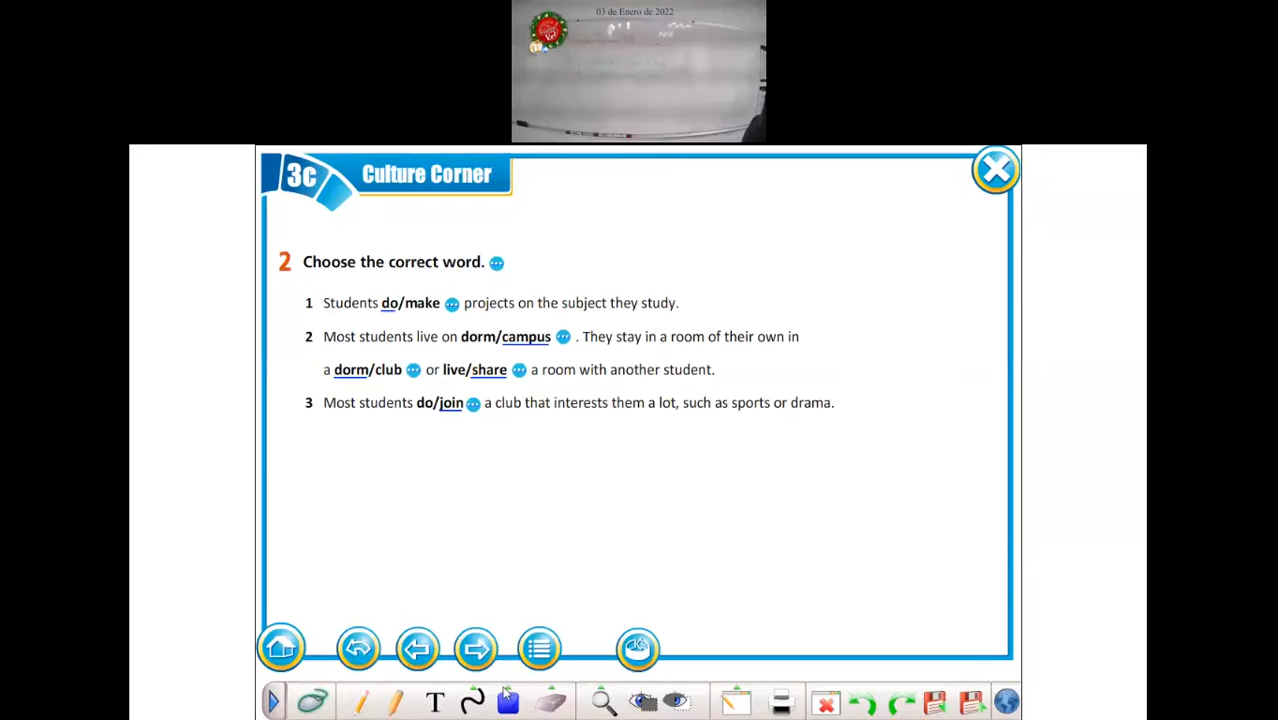 03 de Enero de 2022
3c Culture Corner
2 Choose the correct word.
1 Students do/make projects on the subject they study.
2 Most students live on dorm/campus . They stay in a room of their own in
a dorm/club or live/share a room with another student.
3 Most students do/join a club that interests them a lot, such as sports or drama.
T